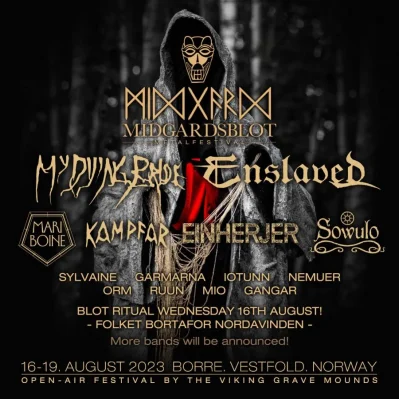 ᛗᛁᛞᚷᚨᚱᛞ
MIDGARDSBLOT
METALFESTIVAL
My Dying Bride Enslaved
MARI BOINE KAMPFAR EINHERJER Sowulo
SYLVAINE GARMARNA IOTUNN NEMUER
ORM RÙÙN MIO GANGAR
BLOT RITUAL WEDNESDAY 16TH AUGUST!
- FOLKET BORTAFOR NORDAVINDEN -
More bands will be announced!
16-19. AUGUST 2023 BORRE. VESTFOLD. NORWAY
OPEN-AIR FESTIVAL BY THE VIKING GRAVE MOUNDS